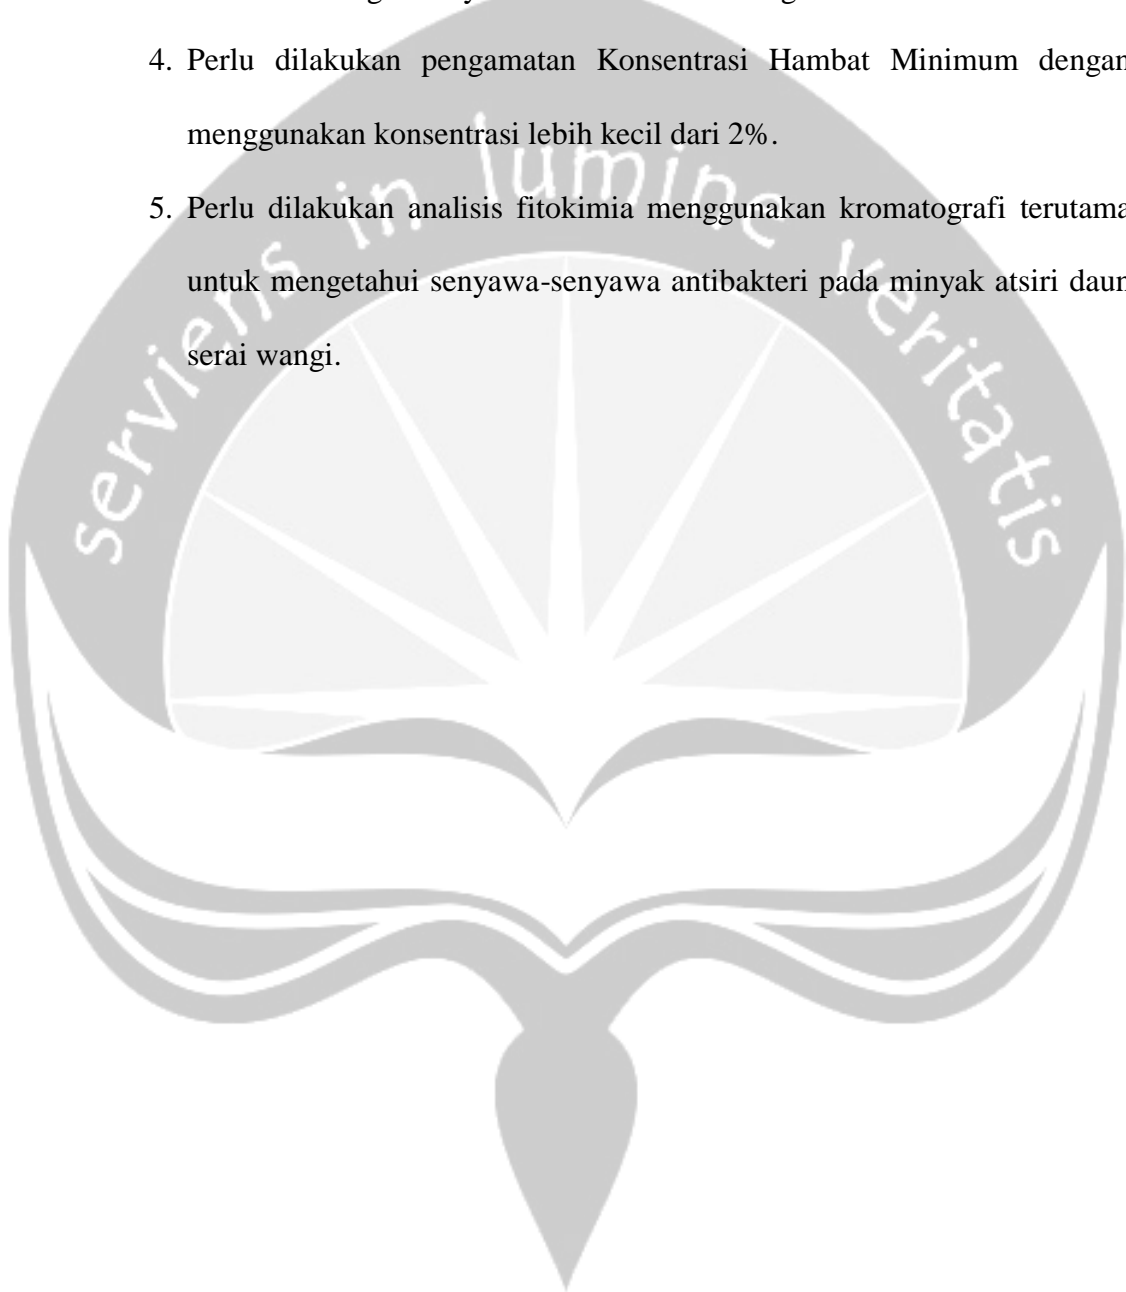 4. Perlu dilakukan pengamatan Konsentrasi Hambat Minimum dengan
menggunakan konsentrasi lebih kecil dari 2%.
5. Perlu dilakukan analisis fitokimia menggunakan kromatografi terutama
untuk mengetahui senyawa-senyawa antibakteri pada minyak atsiri daun
serai wangi.
serviens in lumine veritatis